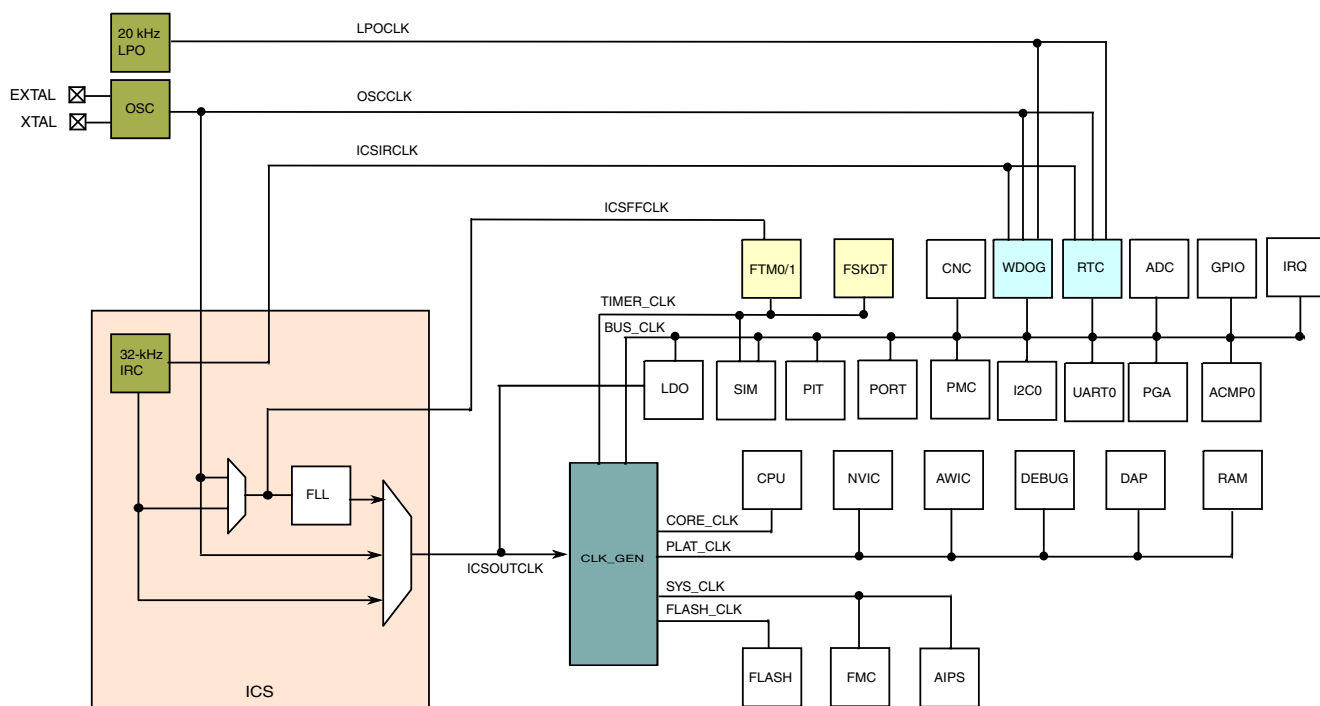 20 kHz
LPO
LPOCLK
EXTAL
XTAL
OSC
OSCCLK
ICSIRCLK
ICSFFCLK
FTM0/1
FSKDT
CNC
WDOG
RTC
ADC
GPIO
IRQ
TIMER_CLK
BUS_CLK
32-kHz
IRC
LDO
SIM
PIT
PORT
PMC
I2C0
UART0
PGA
ACMP0
FLL
CPU
NVIC
AWIC
DEBUG
DAP
RAM
CORE_CLK
PLAT_CLK
ICSOUTCLK
CLK_GEN
SYS_CLK
FLASH_CLK
FLASH
FMC
AIPS
ICS